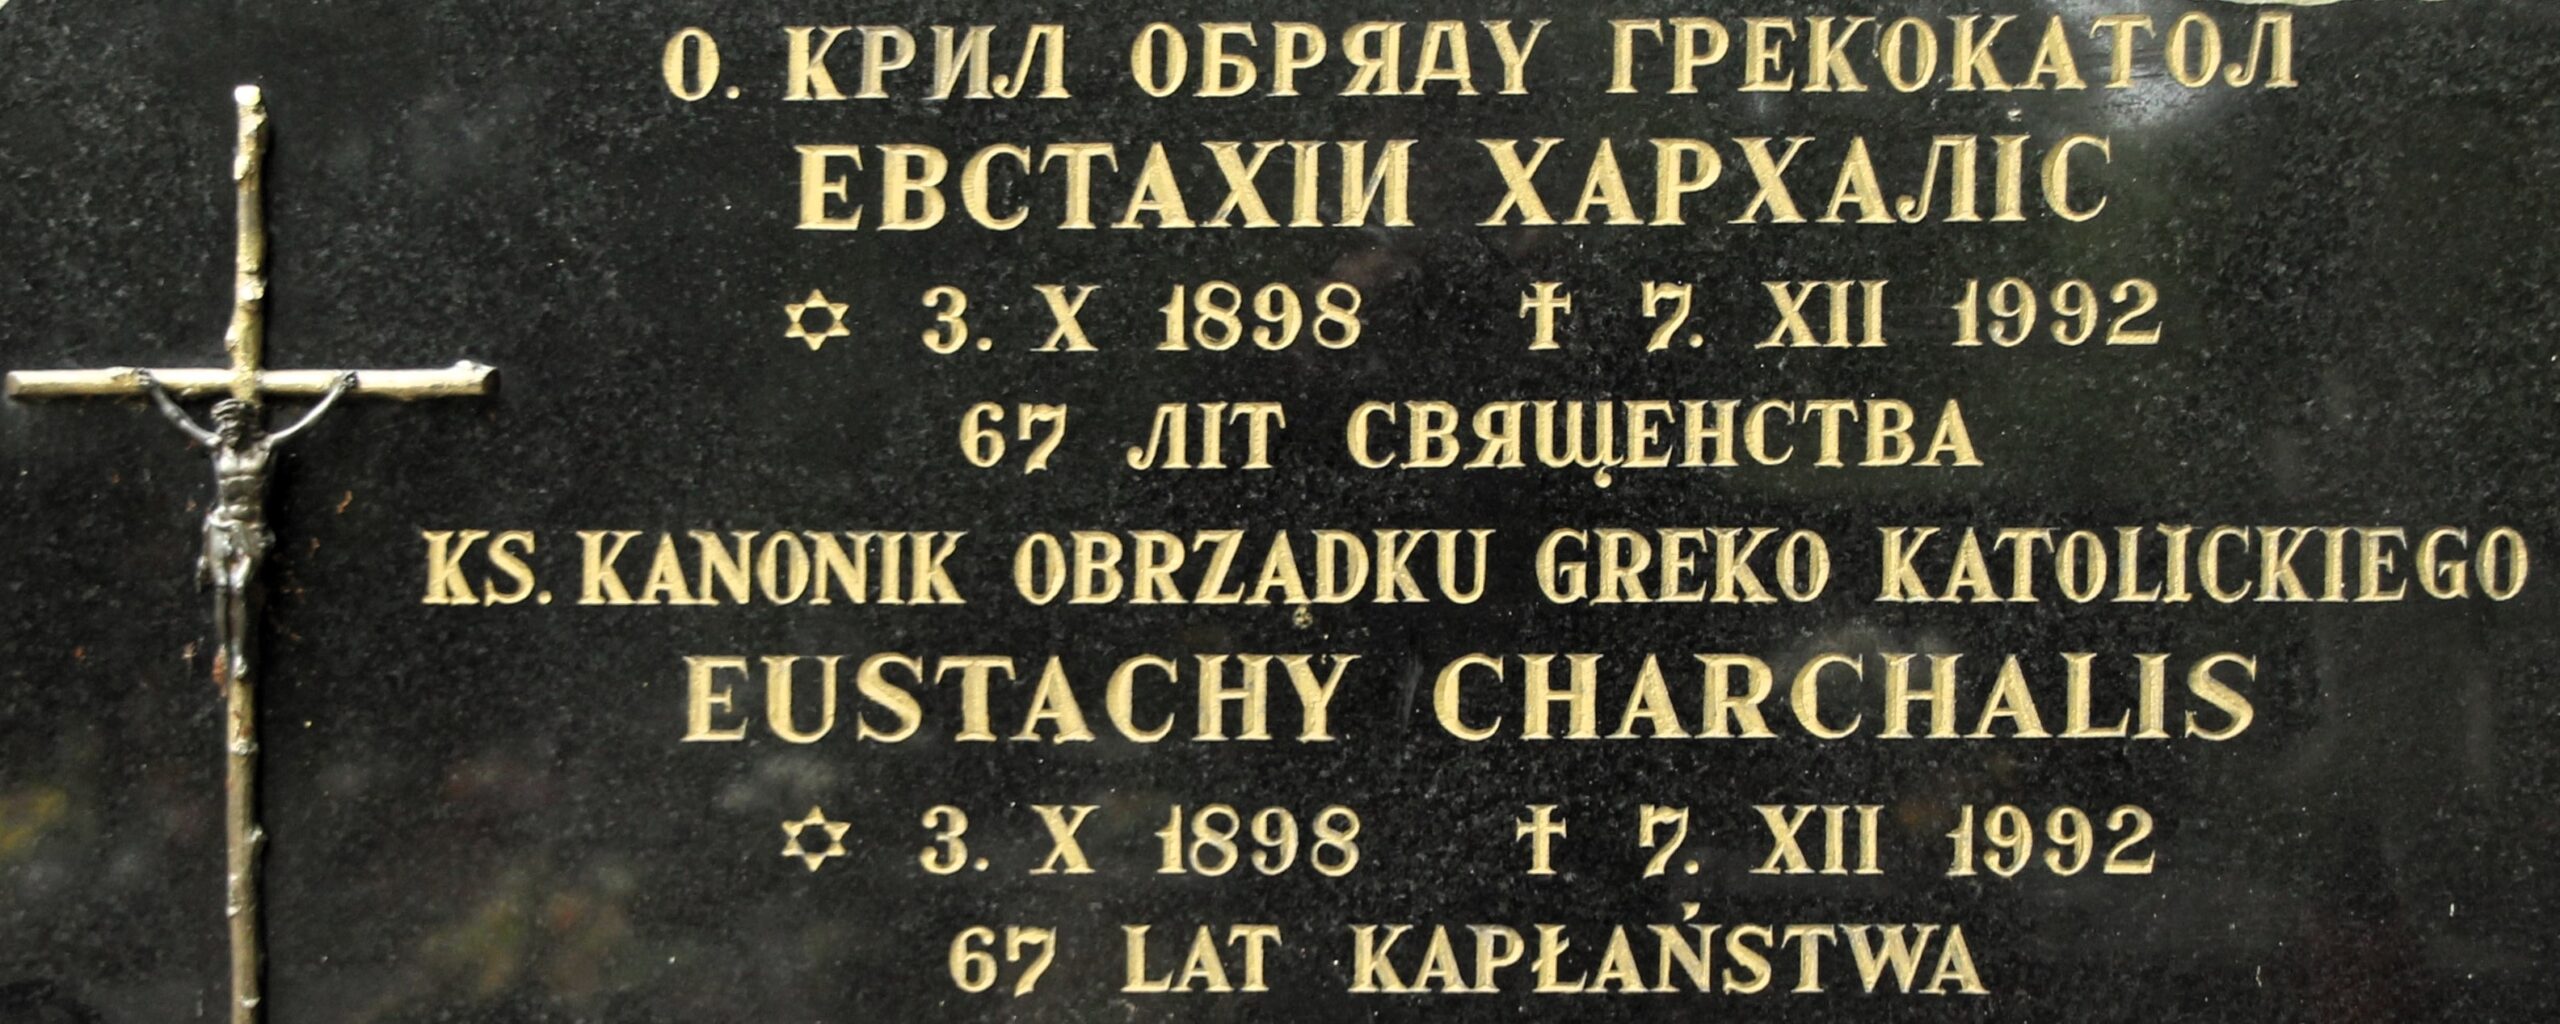 О. КРИЛ ОБРЯДУ ГРЕКОКАТОЛ
ЕВСТАХІИ ХАРХАЛІС
✡ 3. X 1898 ✝ 7. XII 1992
67 ЛІТ СВЯЩЕНСТВА
KS. KANONIK OBRZĄDKU GREKO KATOLICKIEGO
EUSTACHY CHARCHALIS
✡ 3. X 1898 ✝ 7. XII 1992
67 LAT KAPŁAŃSTWA